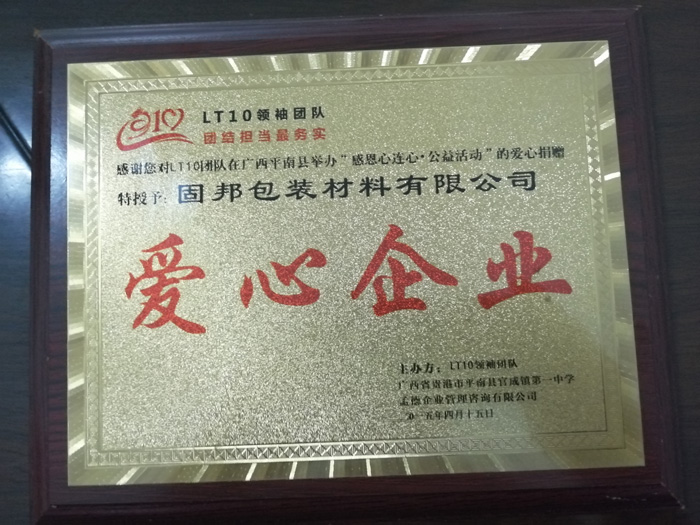 LT10领袖团队
团结担当最务实
感谢您对LT10团队在广西平南县举办"感恩心连心·公益活动"的爱心捐赠
特授予:固邦包装材料有限公司
爱心企业
主办方:LT10领袖团队
广西省贵港市平南县官成镇第一中学
孟德企业管理咨询有限公司
二〇一五年四月十五日